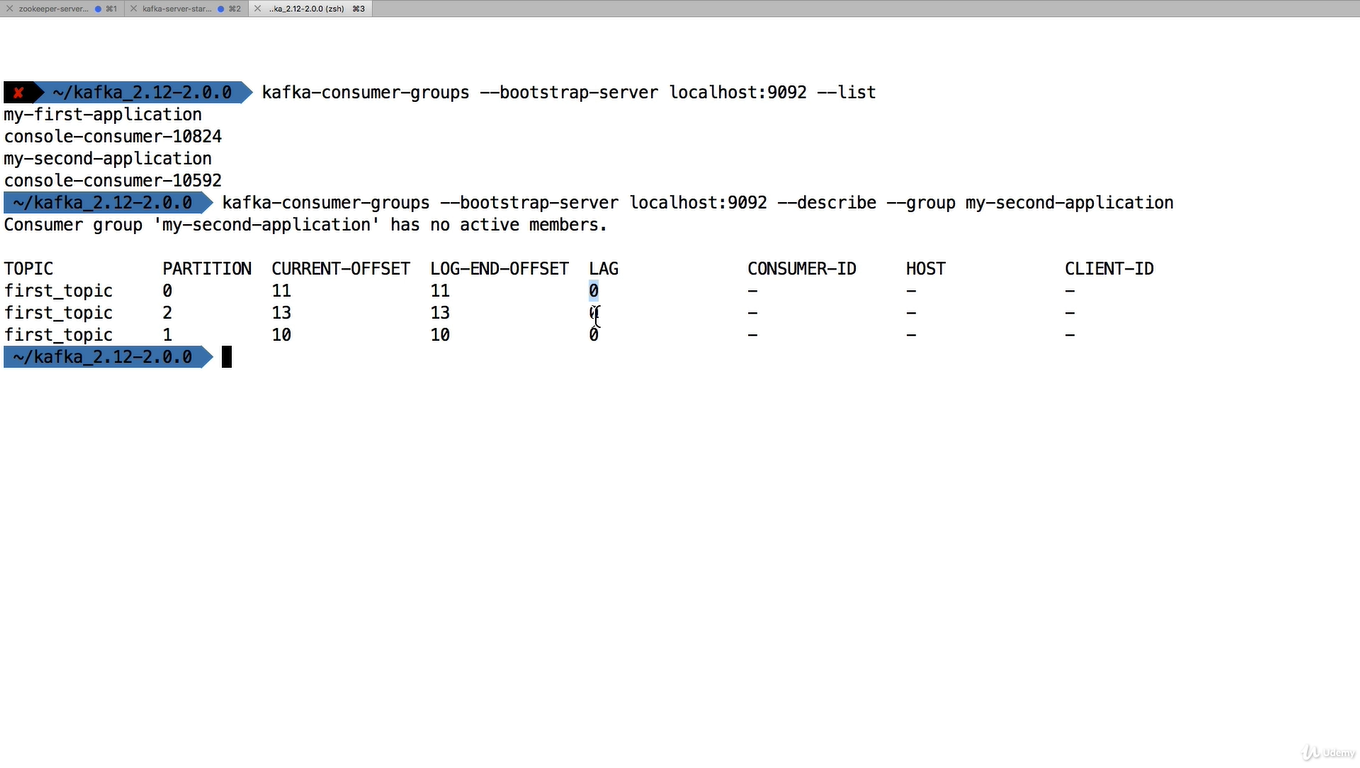 zookeeper-server... ⌘1 kafka-server-star... ⌘2 ..ka_2.12-2.0.0 (zsh) ⌘3
✘ ~/kafka_2.12-2.0.0 kafka-consumer-groups --bootstrap-server localhost:9092 --list
my-first-application
console-consumer-10824
my-second-application
console-consumer-10592
~/kafka_2.12-2.0.0 kafka-consumer-groups --bootstrap-server localhost:9092 --describe --group my-second-application
Consumer group 'my-second-application' has no active members.
TOPIC PARTITION CURRENT-OFFSET LOG-END-OFFSET LAG CONSUMER-ID HOST CLIENT-ID
first_topic 0 11 11 0 - - -
first_topic 2 13 13 0 - - -
first_topic 1 10 10 0 - - -
~/kafka_2.12-2.0.0
Udemy